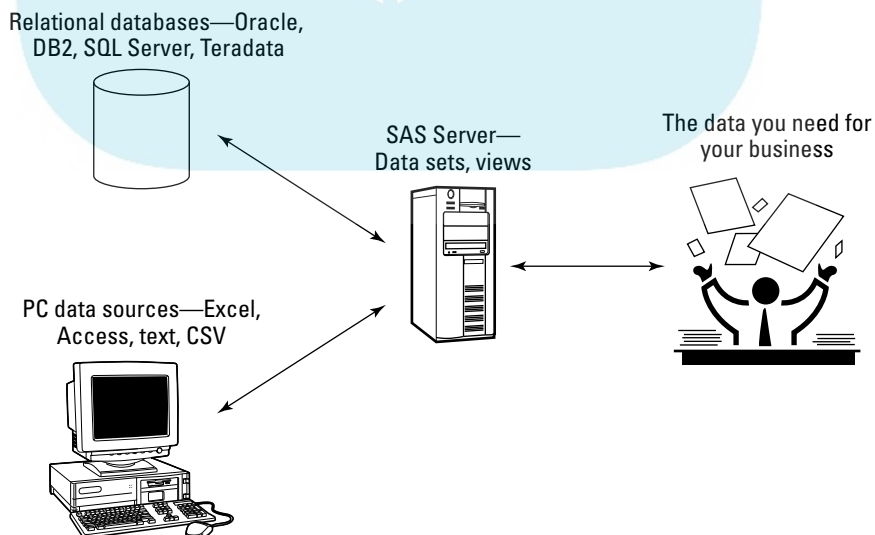 Relational databases—Oracle,
DB2, SQL Server, Teradata
SAS Server—
Data sets, views
The data you need for
your business
PC data sources—Excel,
Access, text, CSV